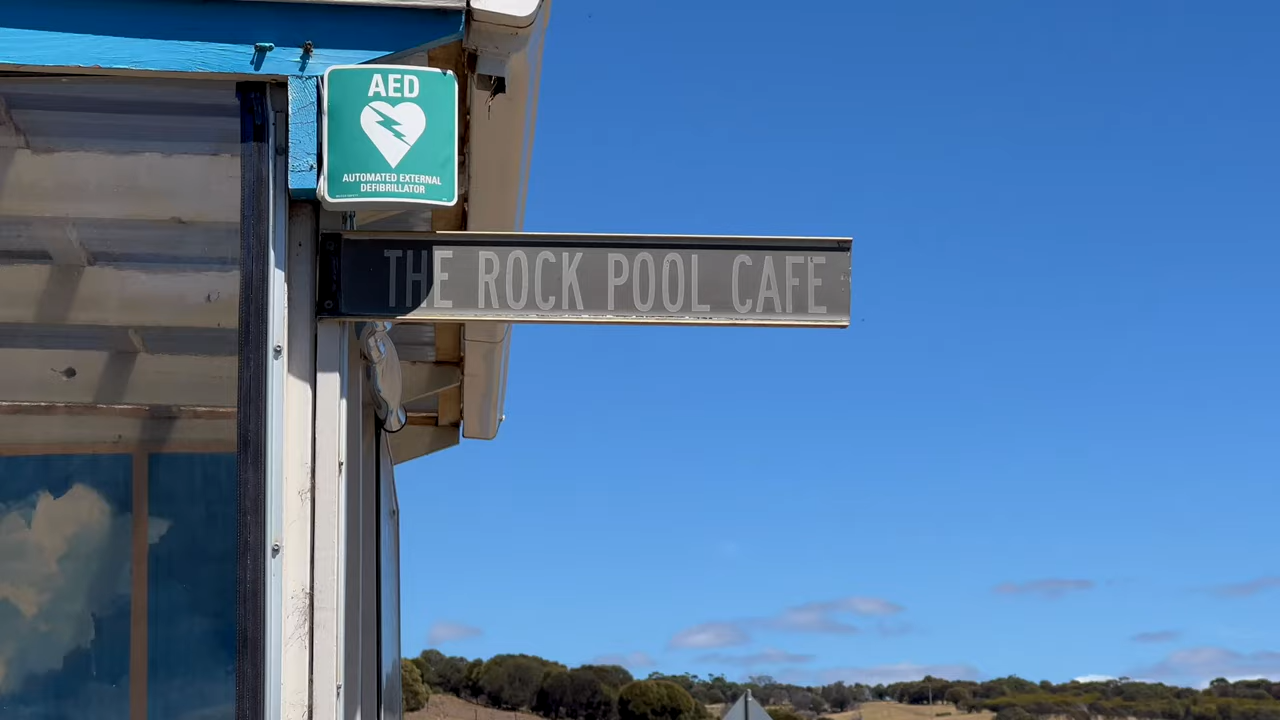 AED
AUTOMATED EXTERNAL
DEFIBRILLATOR
THE ROCK POOL CAFE